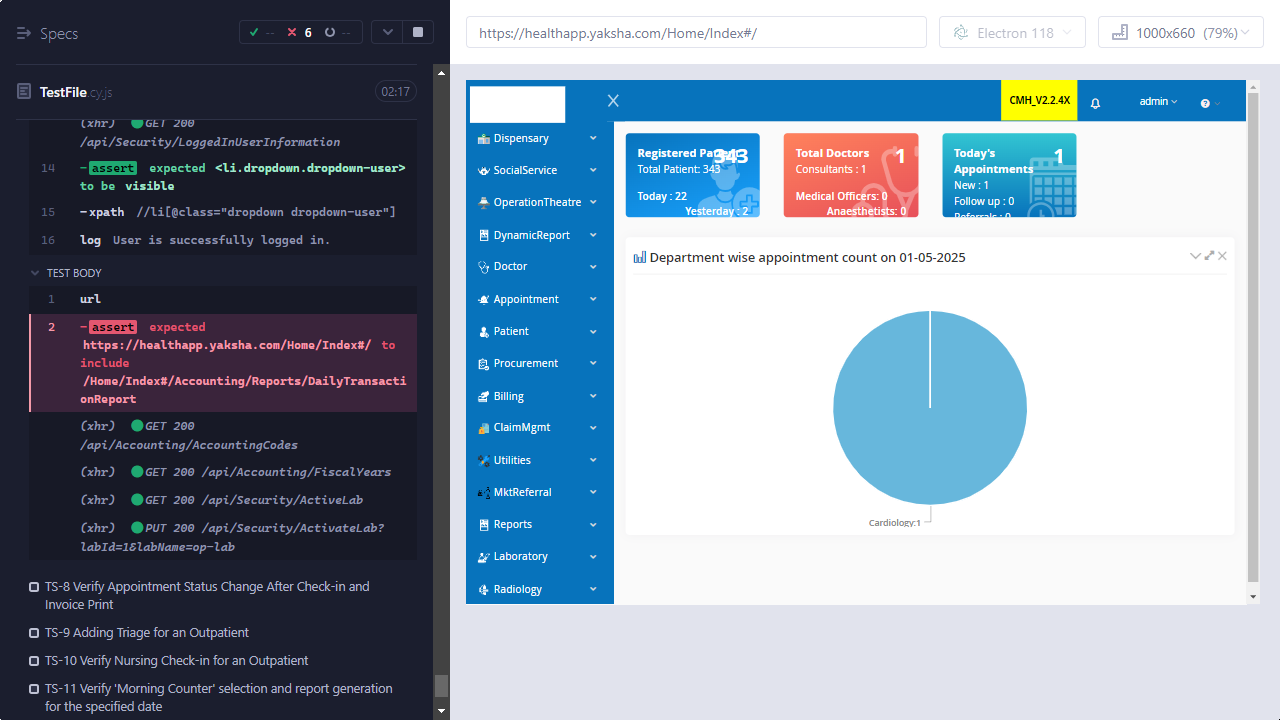 Specs
-- 6 --
TestFile.cy.js
02:17
(xhr) GET 200
/api/Security/LoggedInUserInformation
14 -assert expected <li.dropdown.dropdown-user>
to be visible
15 -xpath //li[@class="dropdown dropdown-user"]
16 log User is successfully logged in.
TEST BODY
1 url
2 -assert expected
https://healthapp.yaksha.com/Home/Index#/ to
include
/Home/Index#/Accounting/Reports/DailyTransacti
onReport
(xhr) GET 200
/api/Accounting/AccountingCodes
(xhr) GET 200 /api/Accounting/FiscalYears
(xhr) GET 200 /api/Security/ActiveLab
(xhr) PUT 200 /api/Security/ActivateLab?
labId=1&labName=op-lab
TS-8 Verify Appointment Status Change After Check-in and
Invoice Print
TS-9 Adding Triage for an Outpatient
TS-10 Verify Nursing Check-in for an Outpatient
TS-11 Verify 'Morning Counter' selection and report generation
for the specified date
https://healthapp.yaksha.com/Home/Index#/
Electron 118
1000x660 (79%)
CMH_V2.2.4X
admin
Dispensary
SocialService
OperationTheatre
DynamicReport
Doctor
Appointment
Patient
Procurement
Billing
ClaimMgmt
Utilities
MktReferral
Reports
Laboratory
Radiology
Registered Patient 343
Total Patient: 343
Today : 22
Yesterday : 2
Total Doctors 1
Consultants : 1
Medical Officers: 0
Anaesthetists: 0
Today's 1
Appointments
New : 1
Follow up : 0
Referrals : 0
Department wise appointment count on 01-05-2025
Cardiology:1